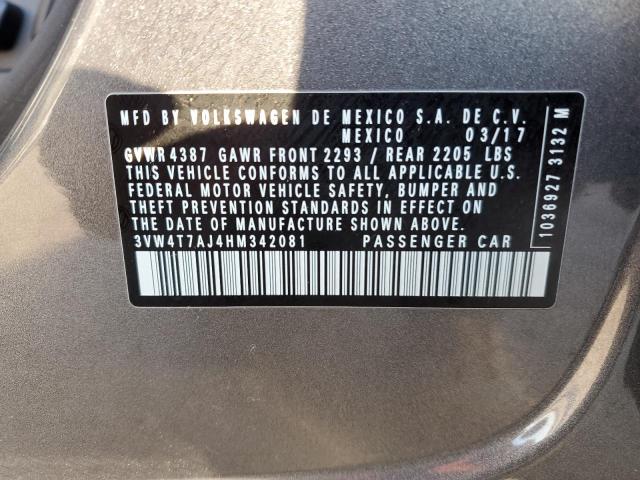 MFD BY VOLKSWAGEN DE MEXICO S.A. DE C.V.
MEXICO 03/17
GVWR 4387 GAWR FRONT 2293 / REAR 2205 LBS
THIS VEHICLE CONFORMS TO ALL APPLICABLE U.S.
FEDERAL MOTOR VEHICLE SAFETY, BUMPER AND
THEFT PREVENTION STANDARDS IN EFFECT ON
THE DATE OF MANUFACTURE SHOWN ABOVE.
3VW4T7AJ4HM342081 PASSENGER CAR
1036927 3132 M